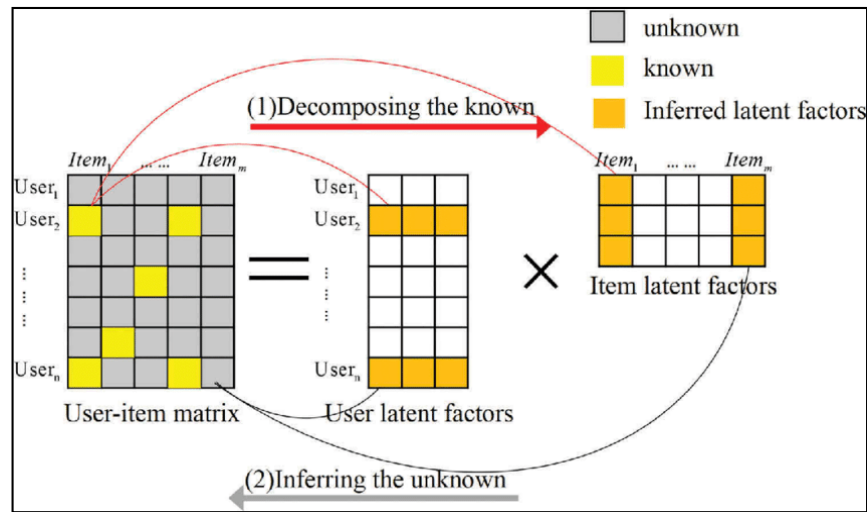 unknown
known
Inferred latent factors
(1)Decomposing the known
Item1 ... ... Itemm
User1
User2
... ... ...
Usern
User-item matrix
User1
User2
... ... ...
Usern
User latent factors
Item1 ... ... Itemm
Item latent factors
(2)Inferring the unknown